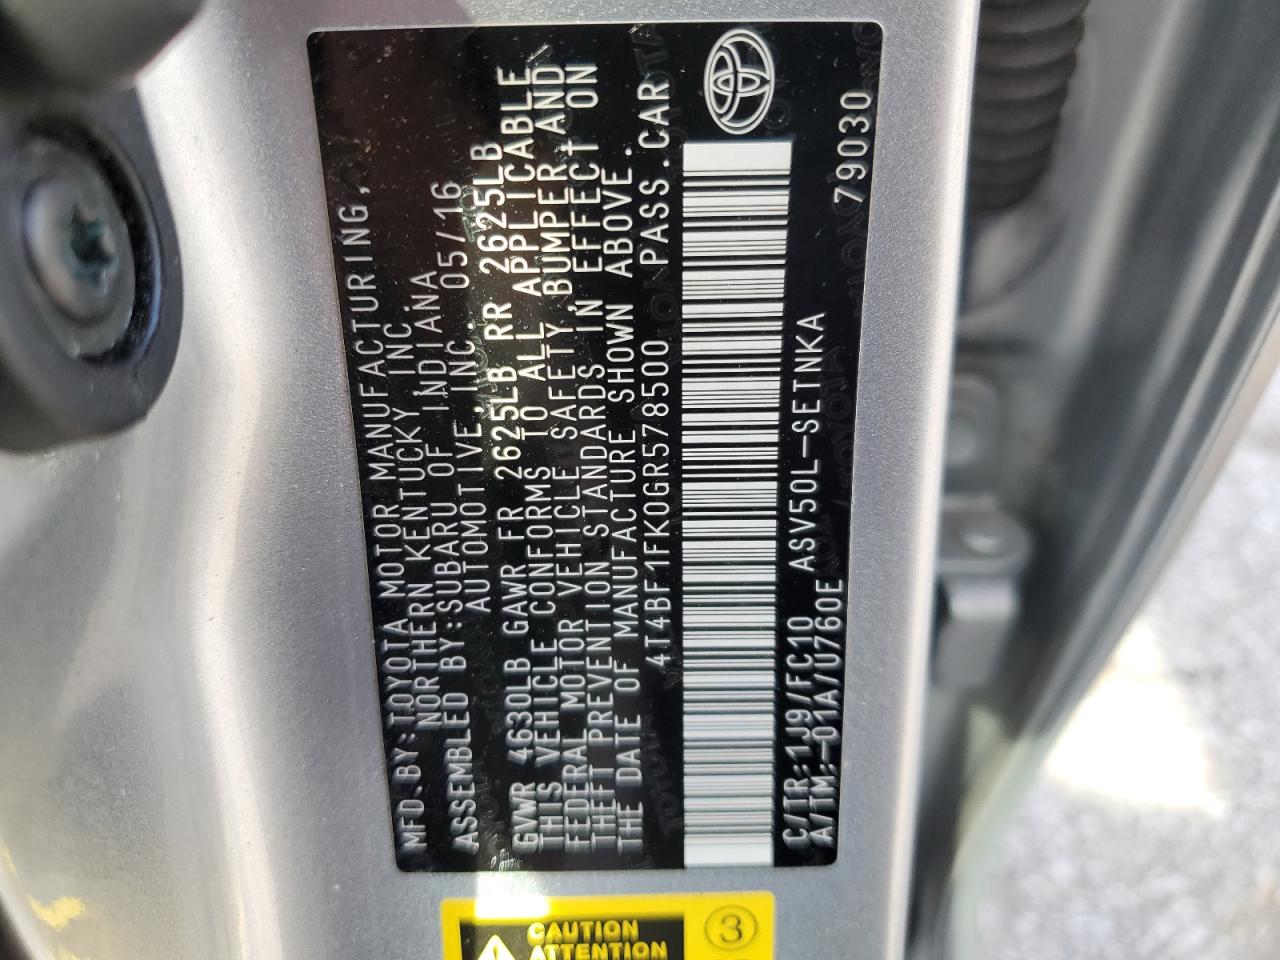 MFD.BY:TOYOTA MOTOR MANUFACTURING,
NORTHERN KENTUCKY INC
ASSEMBLED BY:SUBARU OF INDIANA
AUTOMOTIVE,INC. 05/16
GVWR 4630LB GAWR FR 2625LB RR 2625LB
THIS VEHICLE CONFORMS TO ALL APPLICABLE
FEDERAL MOTOR VEHICLE SAFETY,BUMPER,AND
THEFT PREVENTION STANDARDS IN EFFECT ON
THE DATE OF MANUFACTURE SHOWN ABOVE.
4T4BF1FK0GR578500 PASS.CAR
C/TR:1J9/FC10 ASV50L-SETNKA
A/TM:-01A/U760E 79030
CAUTION 3
ATTENTION